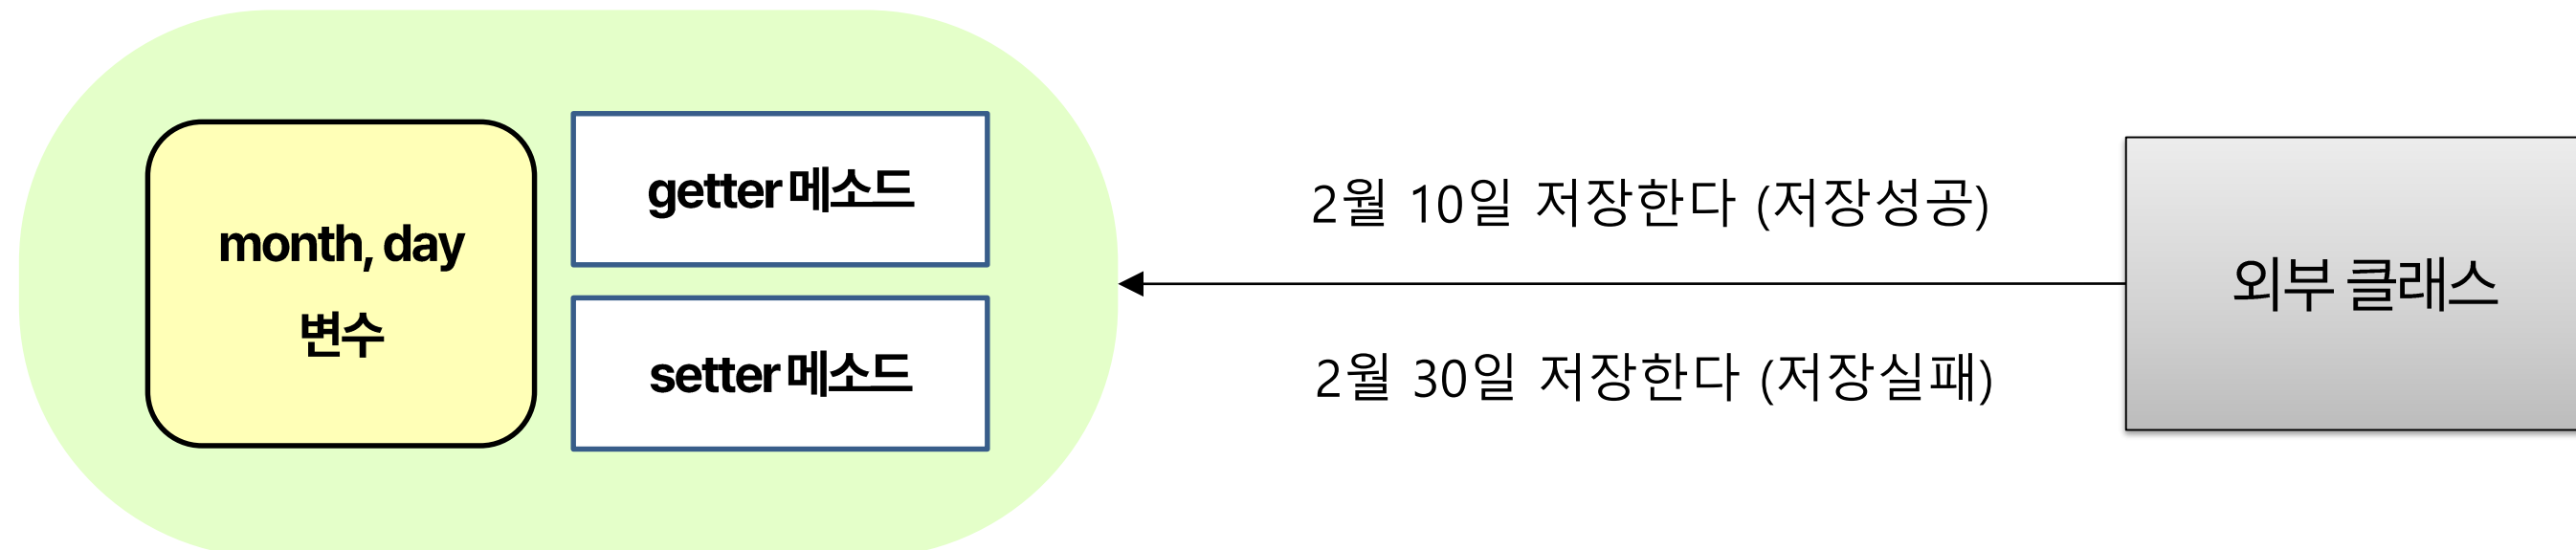 month, day
변수
getter 메소드
setter 메소드
2월 10일 저장한다 (저장성공)
2월 30일 저장한다 (저장실패)
외부 클래스